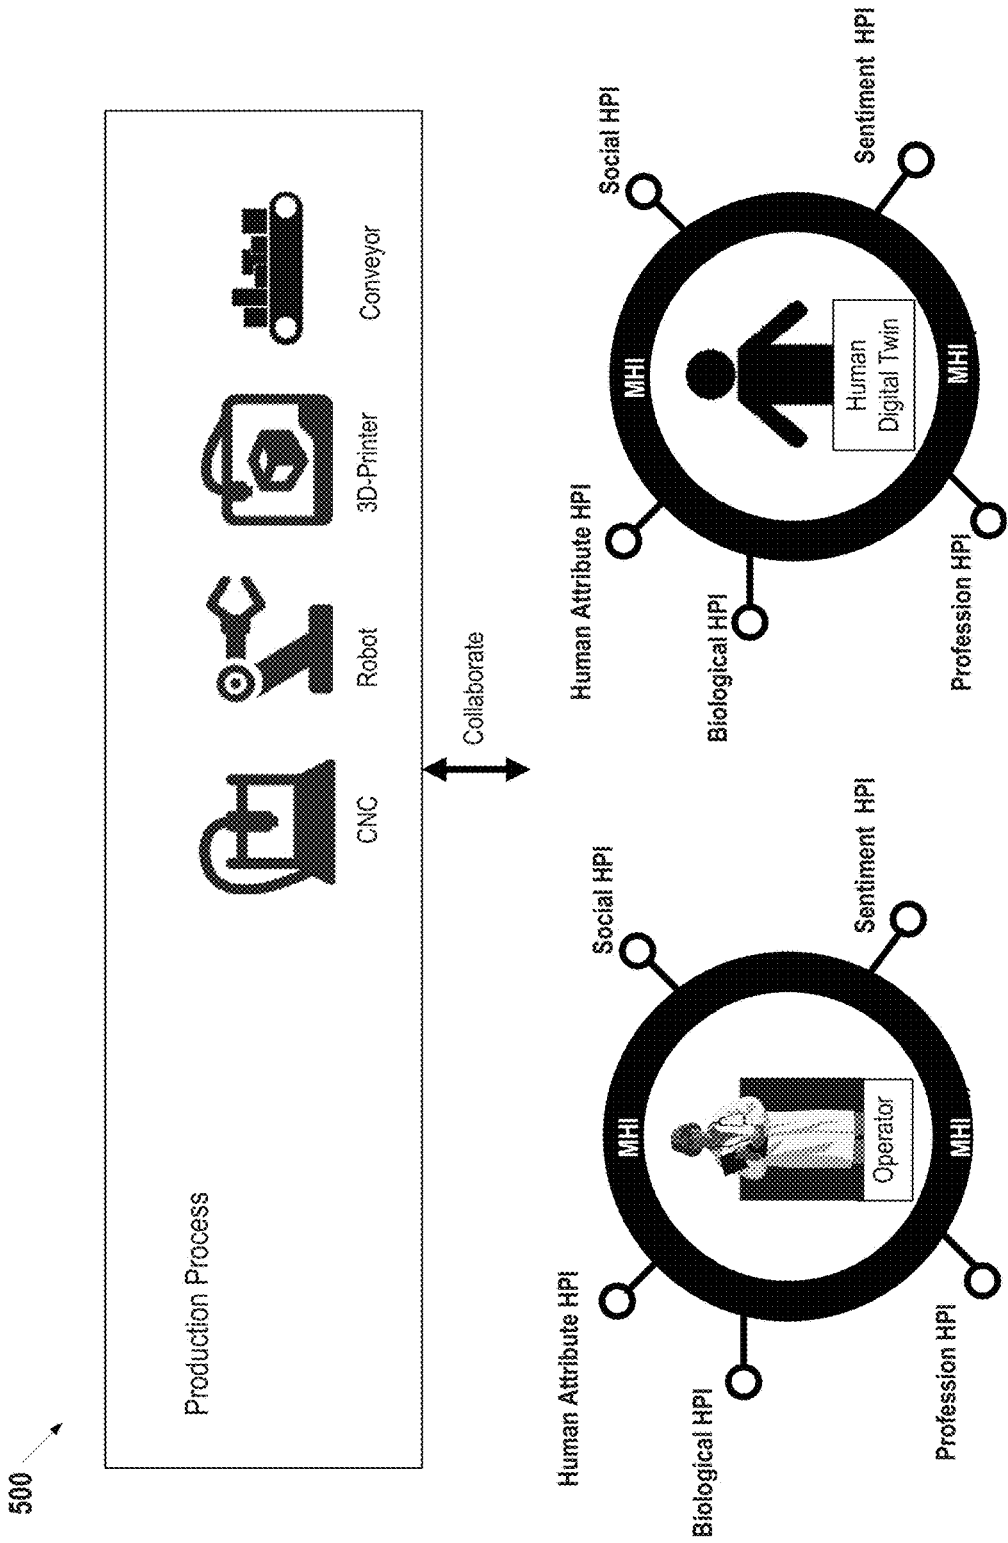 500
Production Process
CNC
Robot
3D-Printer
Conveyor
Collaborate
Human Attribute HPI
Social HPI
Biological HPI
MHI
Operator
MHI
Sentiment HPI
Profession HPI
Human Attribute HPI
Social HPI
Biological HPI
MHI
Human
Digital Twin
MHI
Sentiment HPI
Profession HPI